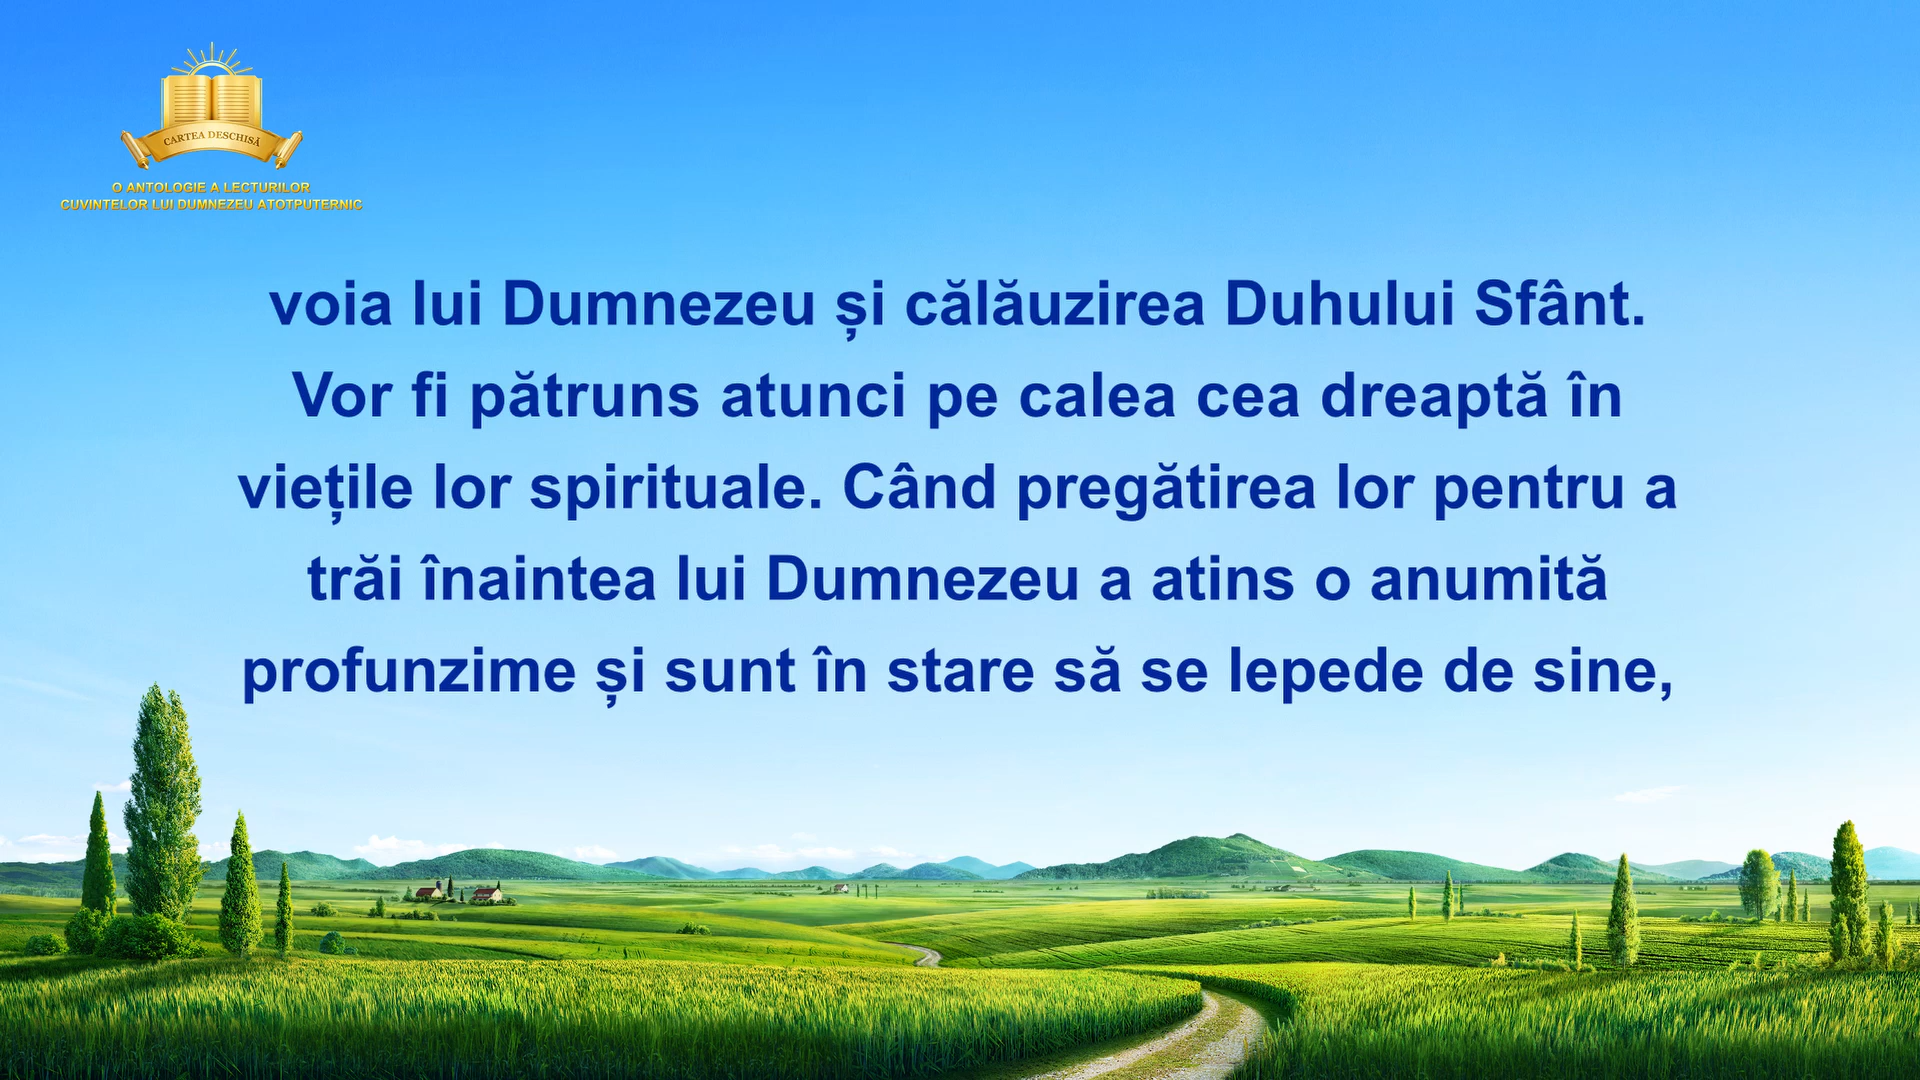 CARTEA DESCHISĂ
O ANTOLOGIE A LECTURILOR
CUVINTELOR LUI DUMNEZEU ATOTPUTERNIC
voia lui Dumnezeu și călăuzirea Duhului Sfânt.
Vor fi pătruns atunci pe calea cea dreaptă în
viețile lor spirituale. Când pregătirea lor pentru a
trăi înaintea lui Dumnezeu a atins o anumită
profunzime și sunt în stare să se lepede de sine,